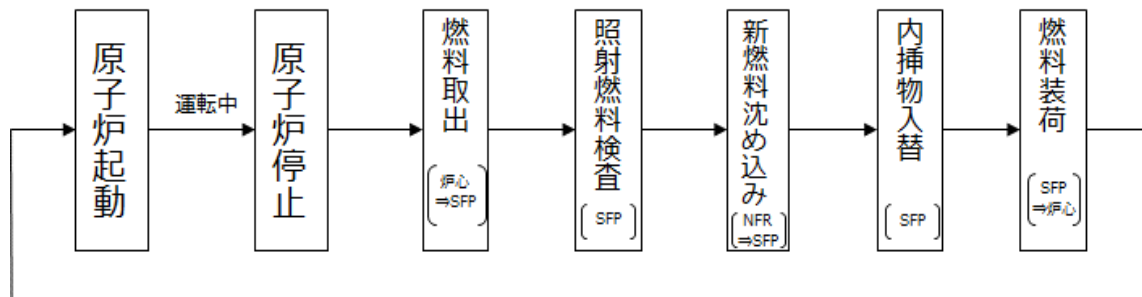 原子炉起動
運転中
原子炉停止
燃料取出
炉心
⇒SFP
照射燃料検査
SFP
新燃料沈め込み
NFR
⇒SFP
内挿物入替
SFP
燃料装荷
SFP
⇒炉心